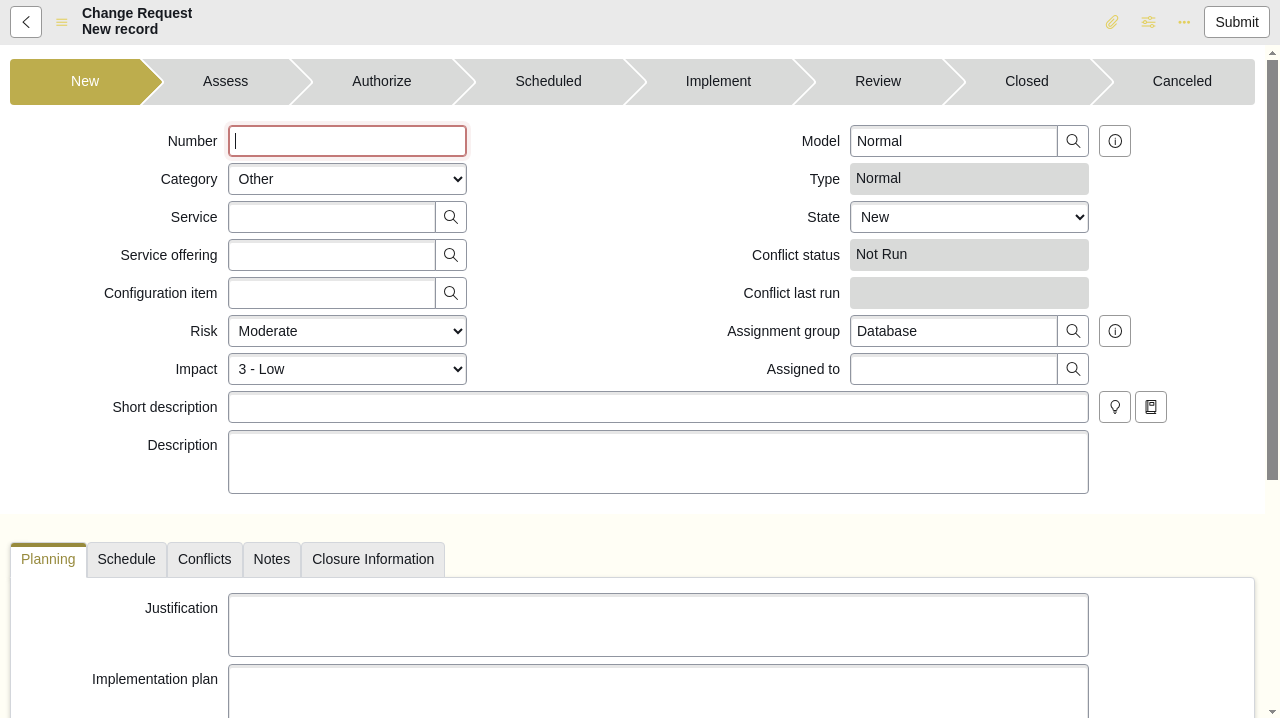 Change Request
New record
Submit
New
Assess
Authorize
Scheduled
Implement
Review
Closed
Canceled
Number
Model
Normal
Category
Other
Type
Normal
Service
State
New
Service offering
Conflict status
Not Run
Configuration item
Conflict last run
Risk
Moderate
Assignment group
Database
Impact
3 - Low
Assigned to
Short description
Description
Planning
Schedule
Conflicts
Notes
Closure Information
Justification
Implementation plan